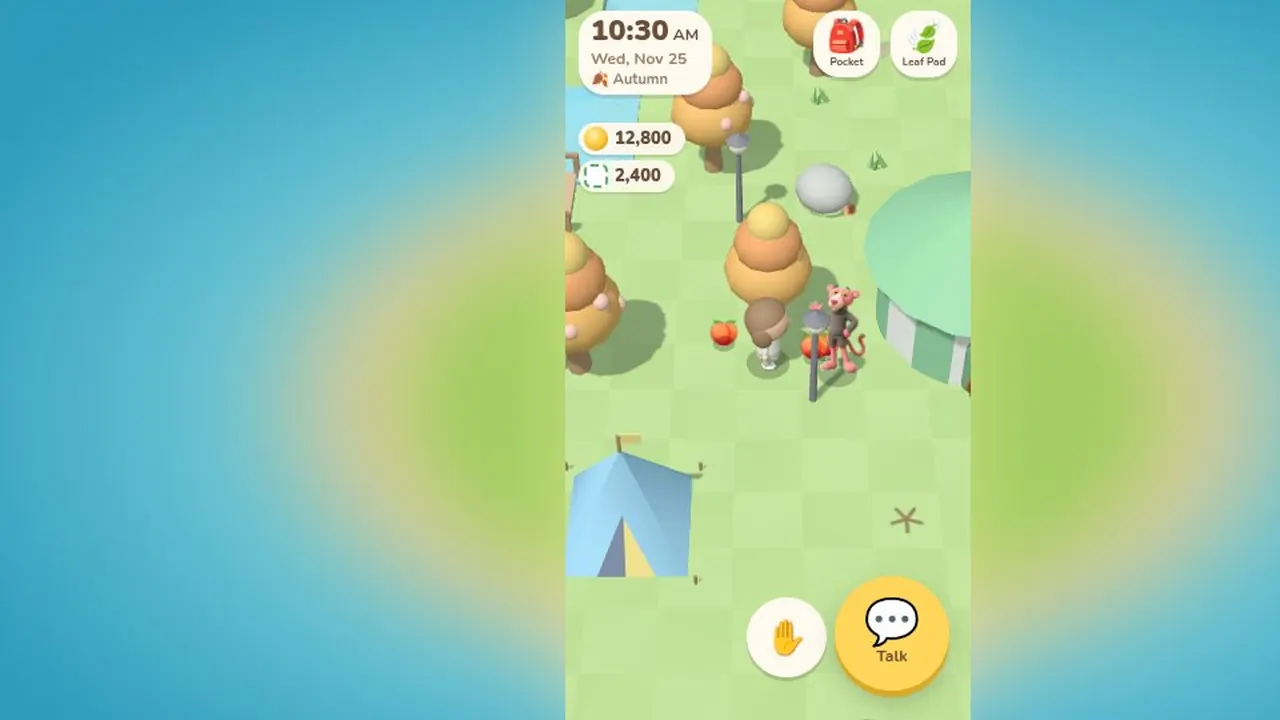 10:30 AM
Wed, Nov 25
Autumn
Pocket
Leaf Pad
12,800
2,400
Talk